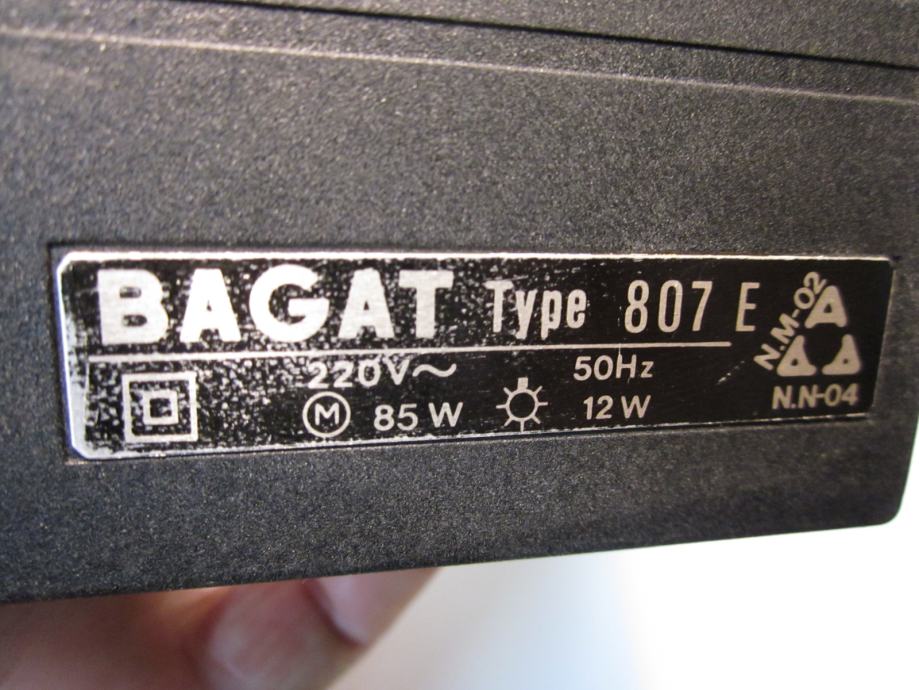 BAGAT Type 807 E
220V~ 50Hz
M 85 W 12 W
N.M-02
A A A
N.N-04